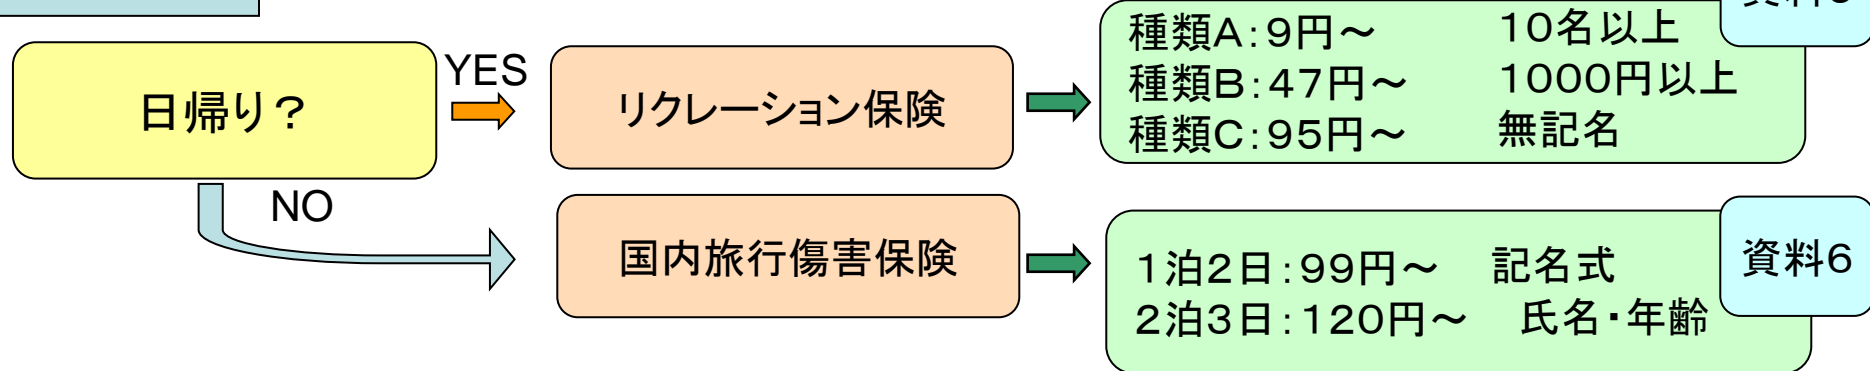 日帰り？
YES
リクレーション保険
種類A：9円～　10名以上
種類B：47円～　1000円以上
種類C：95円～　無記名
NO
国内旅行傷害保険
1泊2日：99円～　記名式
2泊3日：120円～　氏名・年齢
資料6